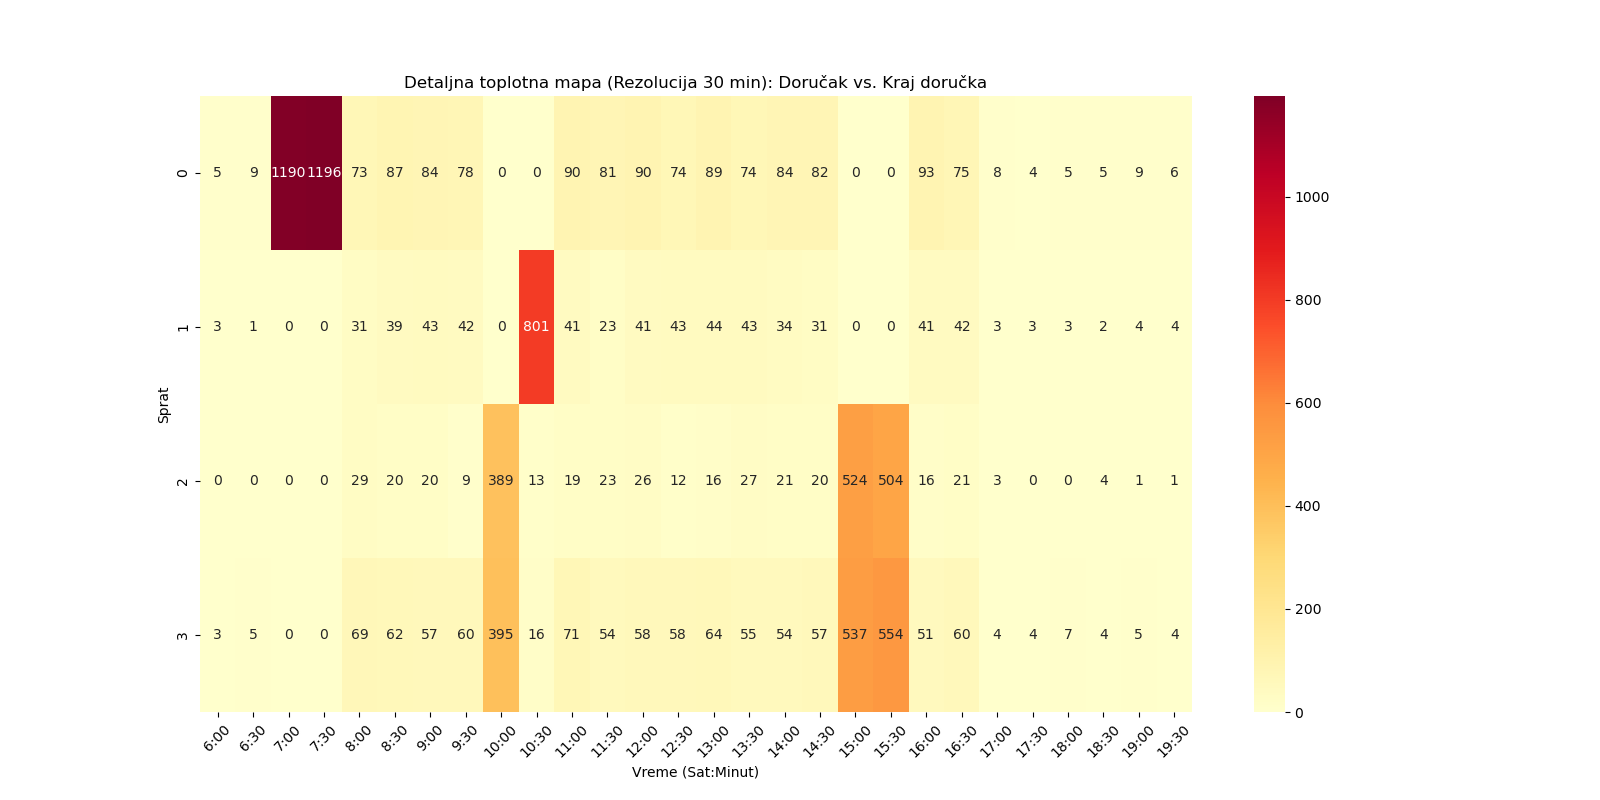 Detaljna toplotna mapa (Rezolucija 30 min): Doručak vs. Kraj doručka
0 5 9 1190 1196 73 87 84 78 0 0 90 81 90 74 89 74 84 82 0 0 93 75 8 4 5 5 9 6
1 3 1 0 0 31 39 43 42 0 801 41 23 41 43 44 43 34 31 0 0 41 42 3 3 3 2 4 4
2 0 0 0 0 29 20 20 9 389 13 19 23 26 12 16 27 21 20 524 504 16 21 3 0 0 4 1 1
3 3 5 0 0 69 62 57 60 395 16 71 54 58 58 64 55 54 57 537 554 51 60 4 4 7 4 5 4
Sprat
6:00 6:30 7:00 7:30 8:00 8:30 9:00 9:30 10:00 10:30 11:00 11:30 12:00 12:30 13:00 13:30 14:00 14:30 15:00 15:30 16:00 16:30 17:00 17:30 18:00 18:30 19:00 19:30
Vreme (Sat:Minut)
1000
800
600
400
200
0